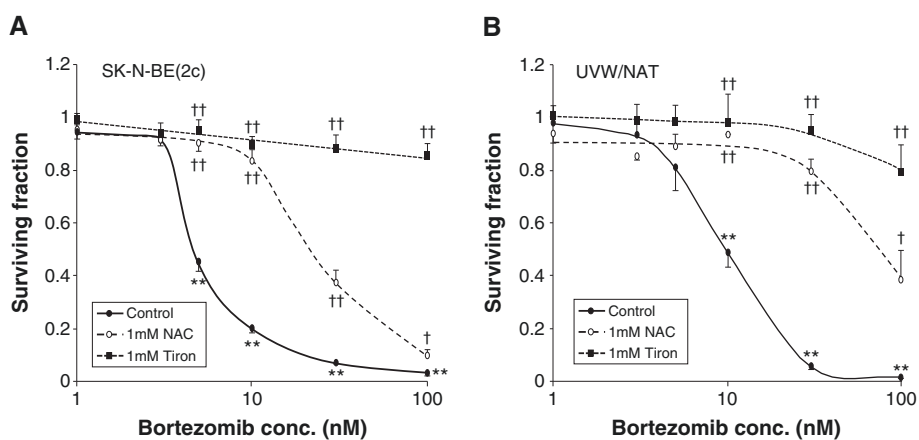 A
SK-N-BE(2c)
Surviving fraction
1.2
1
0.8
0.6
0.4
0.2
0
††
††
††
††
††
††
††
†
**
**
**
**
Control
1mM NAC
1mM Tiron
1
10
100
Bortezomib conc. (nM)
B
UVW/NAT
Surviving fraction
1.2
1
0.8
0.6
0.4
0.2
0
††
††
††
††
††
†
**
**
**
Control
1mM NAC
1mM Tiron
1
10
100
Bortezomib conc. (nM)